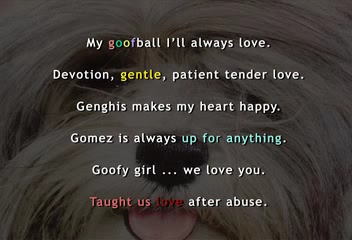 My goofball I'll always love.
Devotion, gentle, patient tender love.
Genghis makes my heart happy.
Gomez is always up for anything.
Goofy girl ... we love you.
Taught us love after abuse.